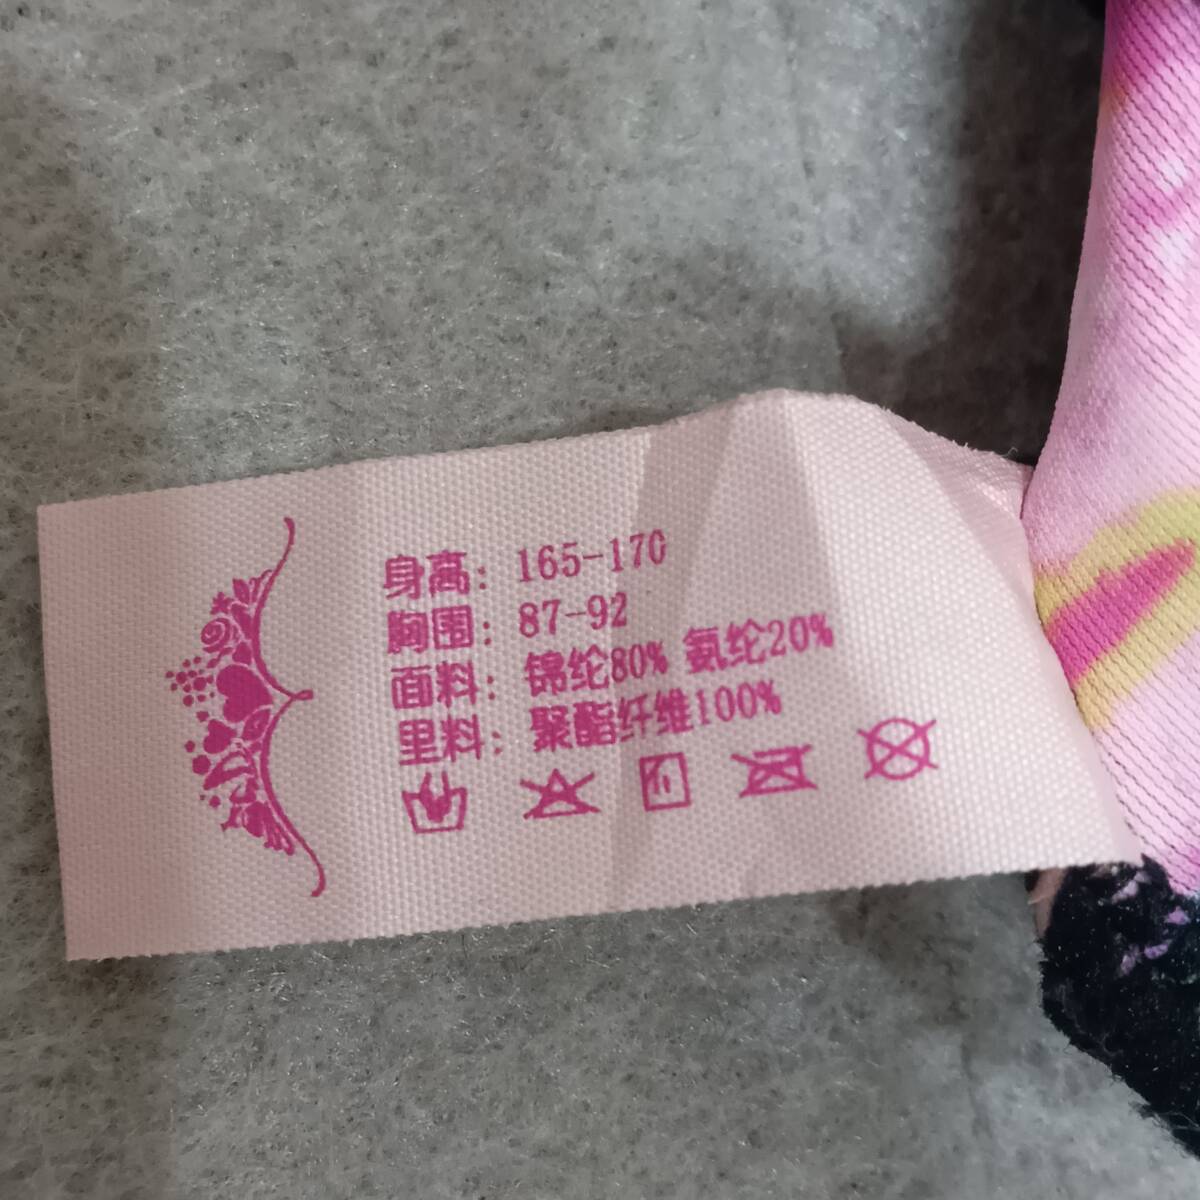 身高：165-170
胸围：87-92
面料：锦纶80% 氨纶20%
里料：聚酯纤维100%